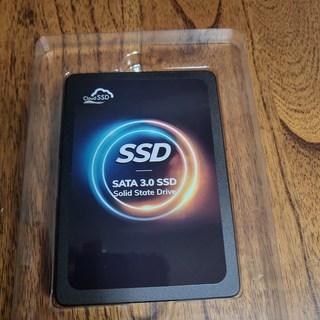 Cloud SSD
SSD
SATA 3.0 SSD
Solid State Drive